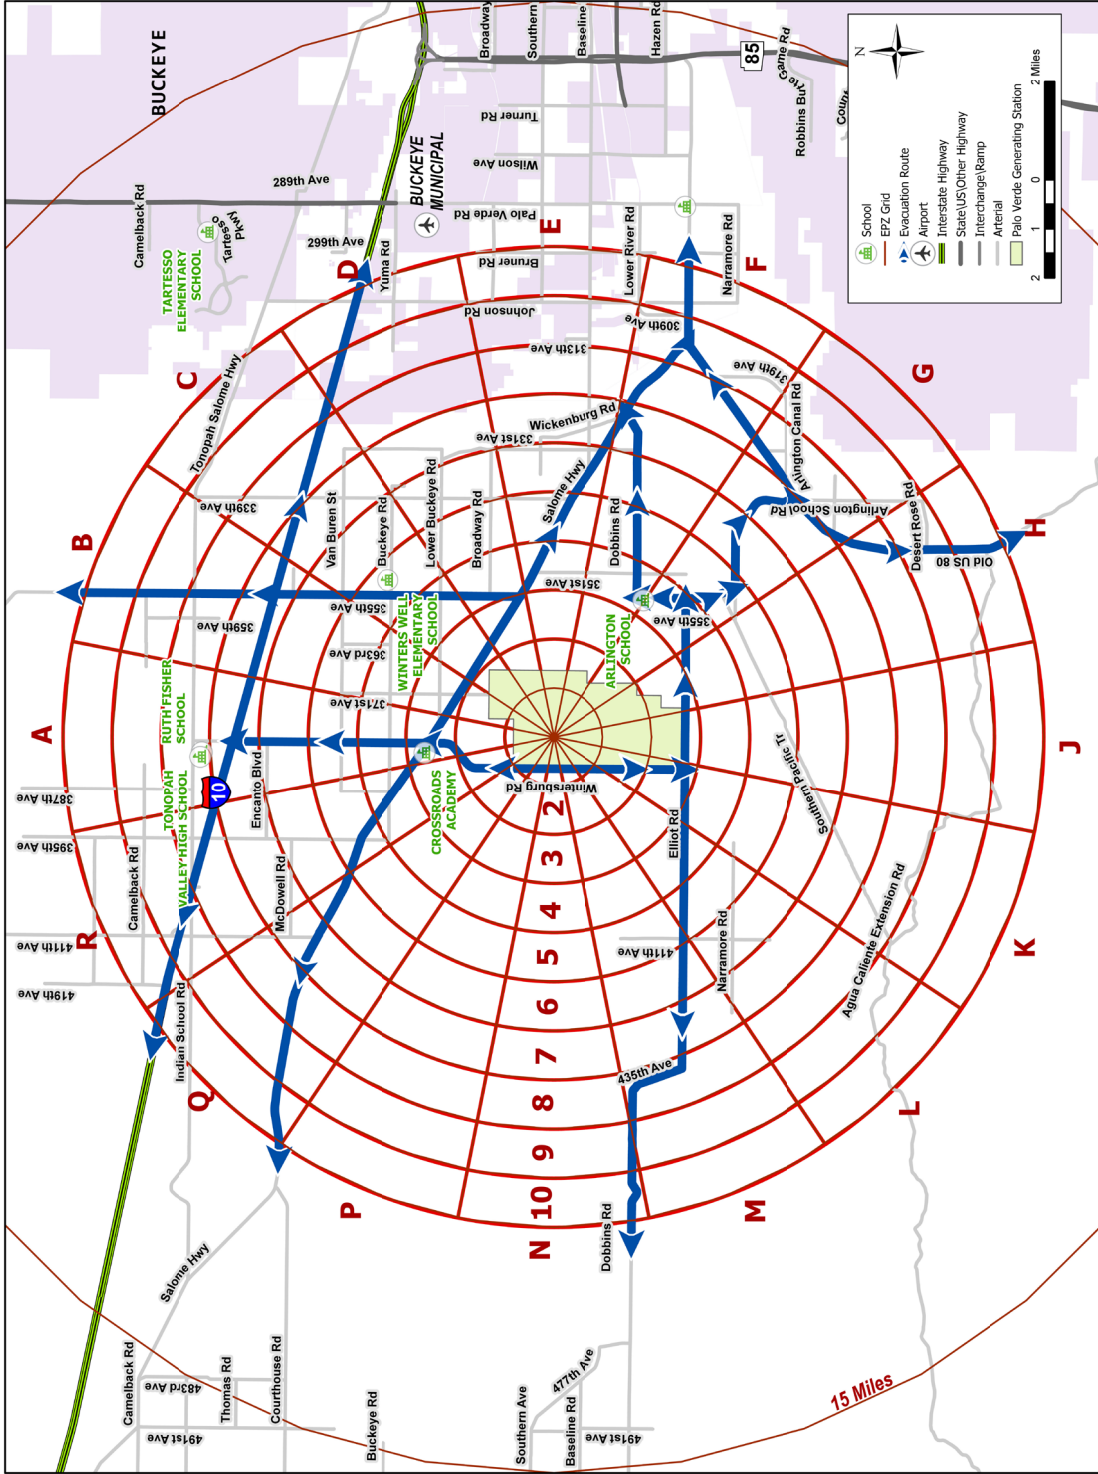 BUCKEYE
Broadway
Southern
Baseline
Hazen Rd
85
Game Rd
Robbins But
Turner Rd
Wilson Ave
Palo Verde Rd
Bruner Rd
Johnson Rd
289th Ave
299th Ave
Yuma Rd
Camelback Rd
Tartesso
Pkwy
TARTESSO
ELEMENTARY
SCHOOL
BUCKEYE
MUNICIPAL
Lower River Rd
Narramore Rd
309th Ave
313th Ave
319th Ave
Wickenburg Rd
331st Ave
Tonopah Salome Hwy
339th Ave
Van Buren St
Buckeye Rd
Lower Buckeye Rd
Broadway Rd
Salome Hwy
Dobbins Rd
Arlington Canal Rd
Arlington School Rd
Desert Rose Rd
Old US 80
351st Ave
355th Ave
355th Ave
359th Ave
363rd Ave
371st Ave
WINTERS WELL
ELEMENTARY
SCHOOL
ARLINGTON
SCHOOL
RUTH FISHER
SCHOOL
TONOPAH
VALLEY HIGH SCHOOL
CROSSROADS
ACADEMY
10
387th Ave
395th Ave
411th Ave
419th Ave
Camelback Rd
Encanto Blvd
McDowell Rd
Indian School Rd
Wintersburg Rd
Elliot Rd
Southern Pacific Tr
411th Ave
Narramore Rd
Agua Caliente Extension Rd
435th Ave
Dobbins Rd
Salome Hwy
Camelback Rd
483rd Ave
Thomas Rd
Courthouse Rd
491st Ave
Buckeye Rd
Southern Ave
477th Ave
Baseline Rd
491st Ave
15 Miles
A
B
C
D
E
F
G
H
J
K
L
M
N
P
Q
R
2
3
4
5
6
7
8
9
10
N
School
EPZ Grid
Evacuation Route
Airport
Interstate Highway
State\US\Other Highway
Interchange\Ramp
Arterial
Palo Verde Generating Station
2
1
0
2 Miles